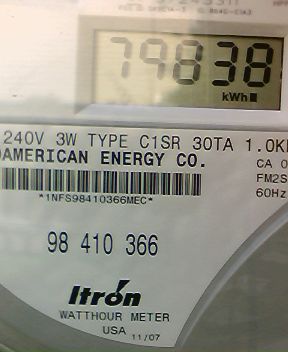 79838
kWh
240V 3W TYPE C1SR 30TA 1.0K
AMERICAN ENERGY CO.
CA 0
FM2S
60Hz
*1NFS98410366MEC*
98 410 366
Itron
WATTHOUR METER
USA 11/07